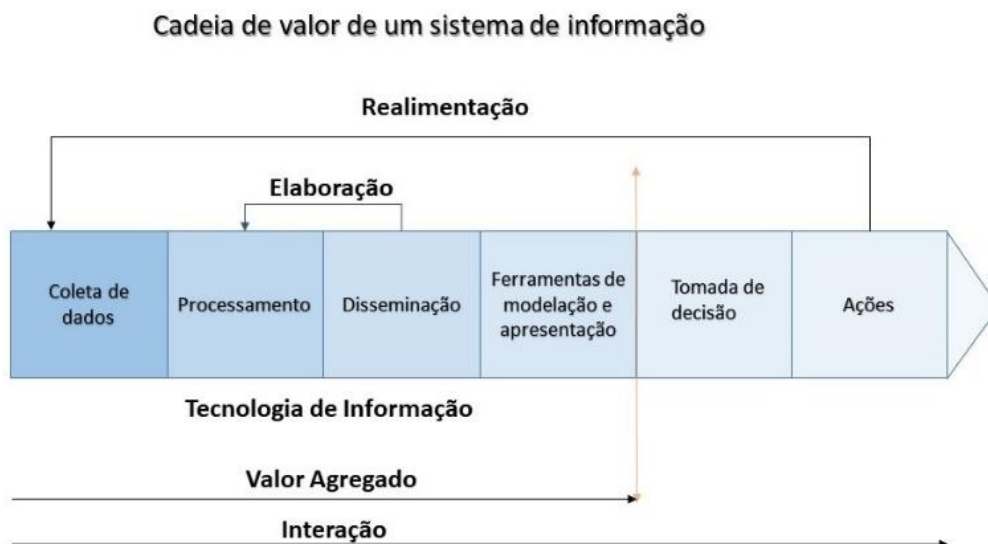 Cadeia de valor de um sistema de informação
Realimentação
Elaboração
Coleta de
dados
Processamento
Disseminação
Ferramentas de
modelação e
apresentação
Tomada de
decisão
Ações
Tecnologia de Informação
Valor Agregado
Interação